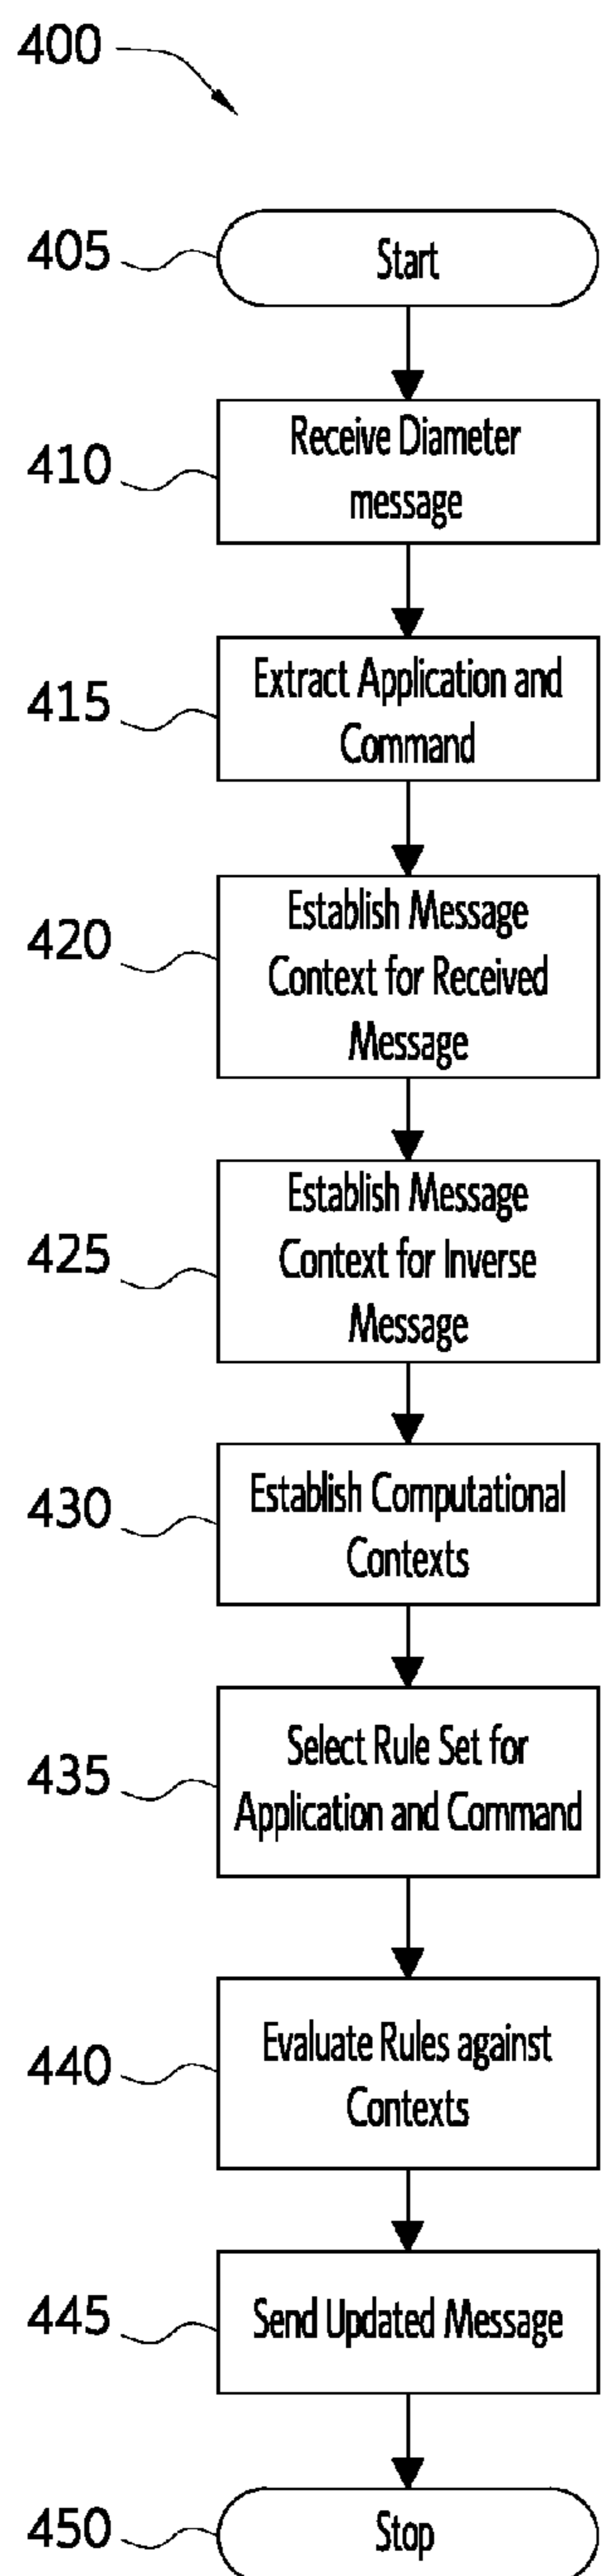 400
405
Start
410
Receive Diameter
message
415
Extract Application and
Command
420
Establish Message
Context for Received
Message
425
Establish Message
Context for Inverse
Message
430
Establish Computational
Contexts
435
Select Rule Set for
Application and Command
440
Evaluate Rules against
Contexts
445
Send Updated Message
450
Stop